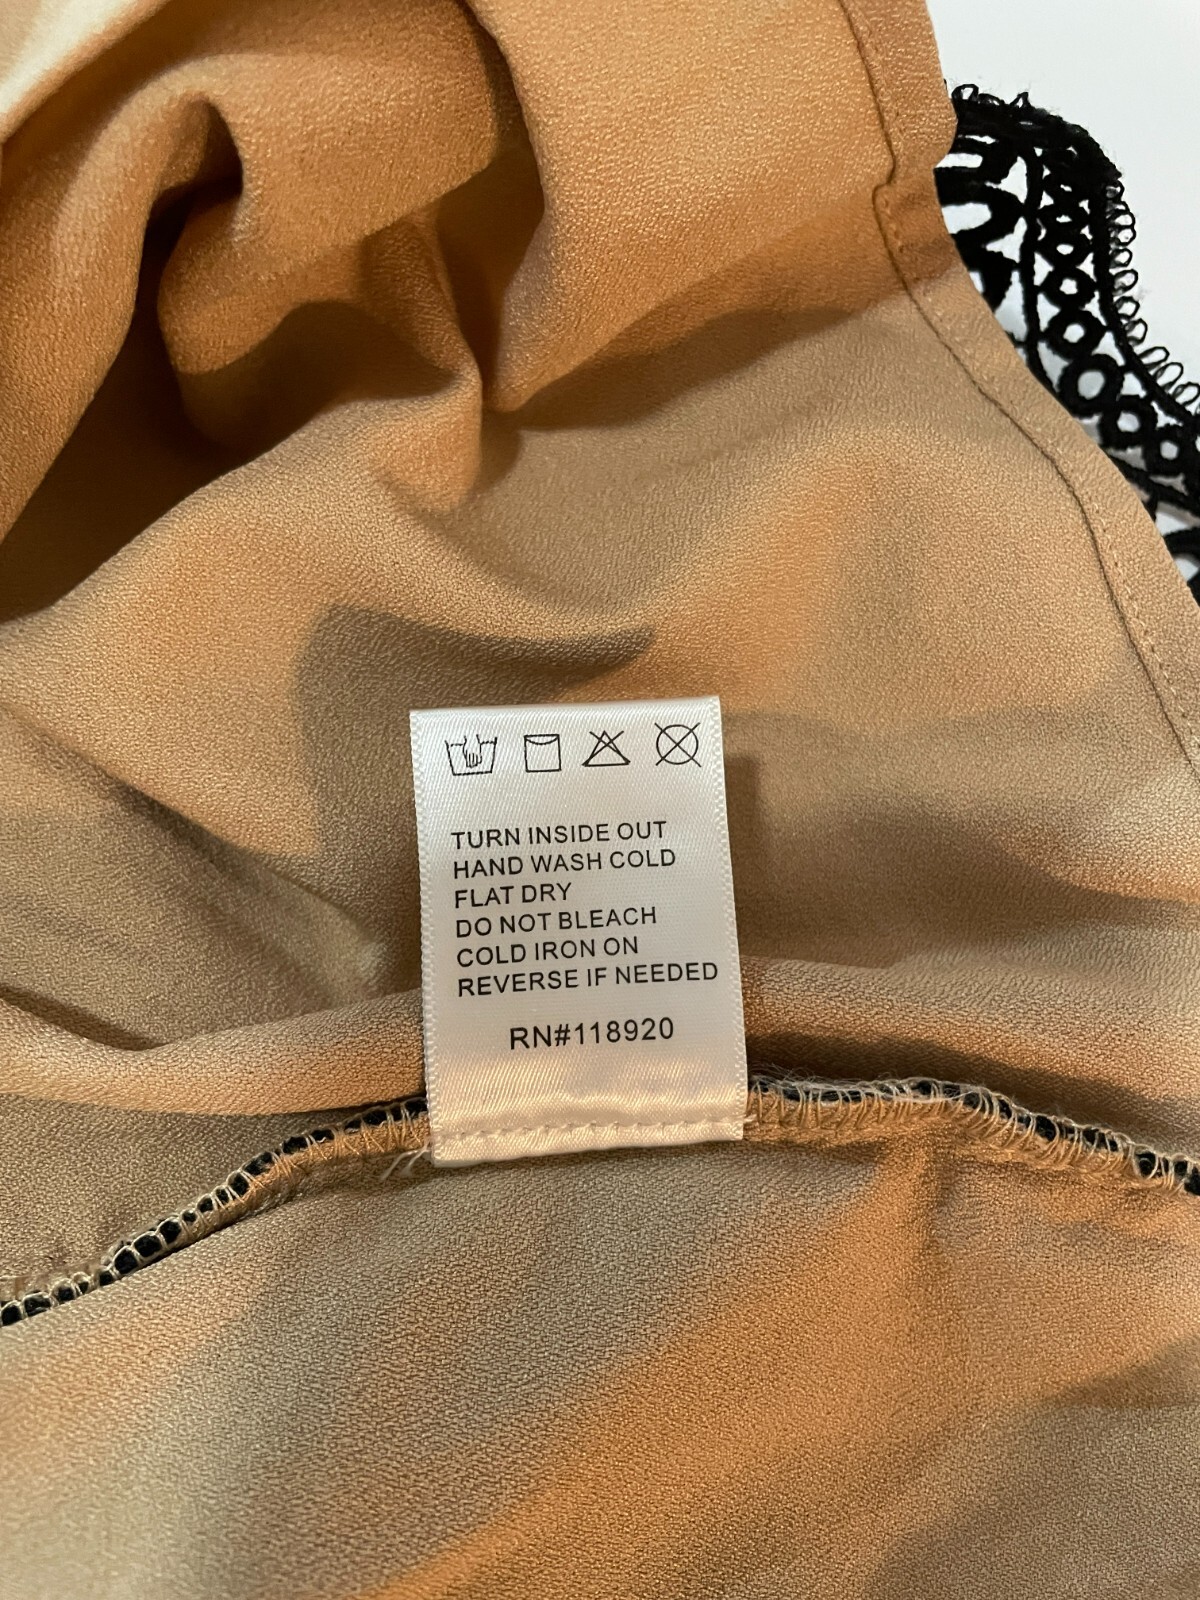 TURN INSIDE OUT
HAND WASH COLD
FLAT DRY
DO NOT BLEACH
COLD IRON ON
REVERSE IF NEEDED
RN#118920